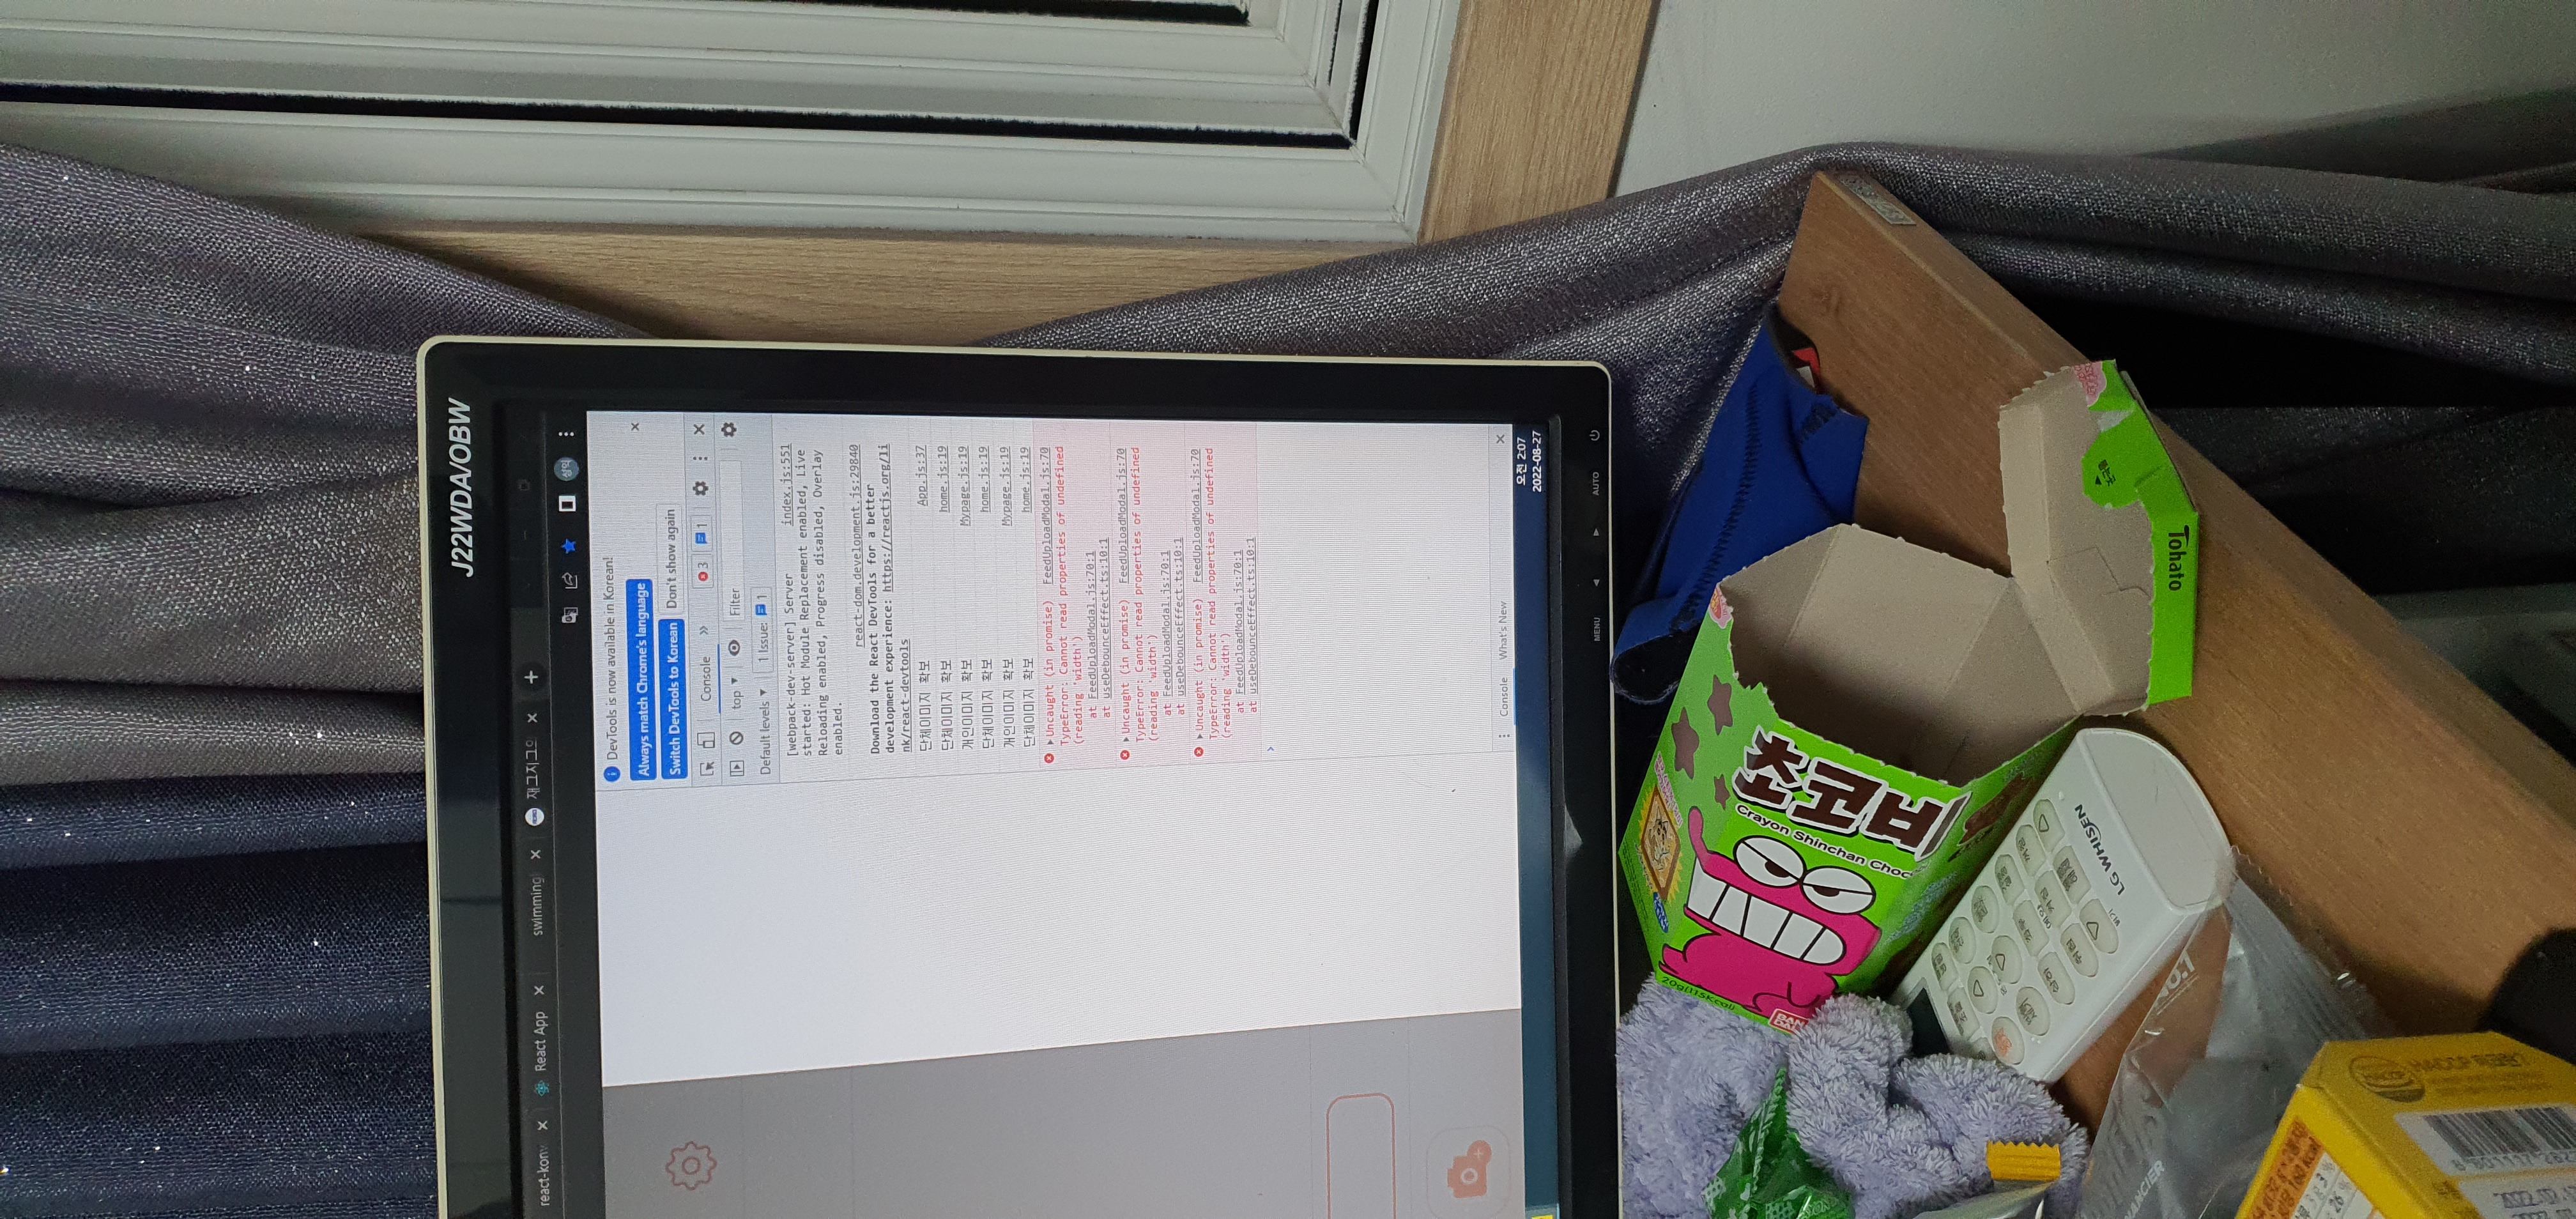 J22WDA/OBW
react-kon
React App
swimming
재그지그의
상익
DevTools is now available in Korean!
Always match Chrome's language
Switch DevTools to Korean
Don't show again
Console
3
1
top
Filter
Default levels
1 Issue:
1
[webpack-dev-server] Server index.js:551
started: Hot Module Replacement enabled, Live
Reloading enabled, Progress disabled, Overlay
enabled.
react-dom.development.js:29840
Download the React DevTools for a better
development experience: https://reactjs.org/li
nk/react-devtools
단체이미지 확보 App.js:37
단체이미지 확보 home.js:19
개인이미지 확보 Mypage.js:19
단체이미지 확보 home.js:19
개인이미지 확보 Mypage.js:19
단체이미지 확보 home.js:19
Uncaught (in promise) FeedUploadModal.js:70
TypeError: Cannot read properties of undefined
(reading 'width')
at FeedUploadModal.js:70:1
at useDebounceEffect.ts:10:1
Uncaught (in promise) FeedUploadModal.js:70
TypeError: Cannot read properties of undefined
(reading 'width')
at FeedUploadModal.js:70:1
at useDebounceEffect.ts:10:1
Uncaught (in promise) FeedUploadModal.js:70
TypeError: Cannot read properties of undefined
(reading 'width')
at FeedUploadModal.js:70:1
at useDebounceEffect.ts:10:1
Console
What's New
오전 2:07
2022-08-27
MENU
AUTO
초코비
Crayon Shinchan Choc
LG WHISEN
Tohato